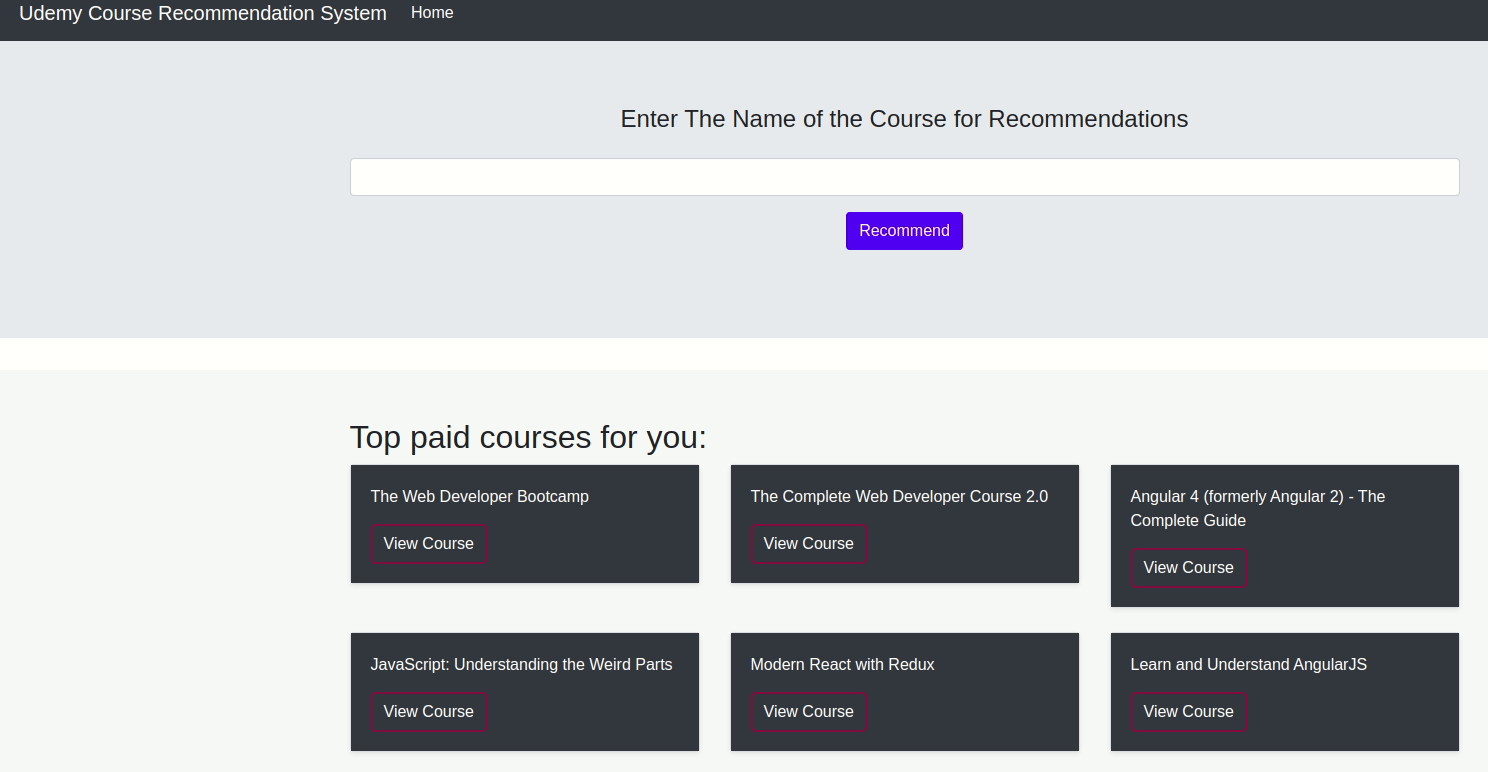 Udemy Course Recommendation System Home
Enter The Name of the Course for Recommendations
Recommend
Top paid courses for you:
The Web Developer Bootcamp
View Course
The Complete Web Developer Course 2.0
View Course
Angular 4 (formerly Angular 2) - The
Complete Guide
View Course
JavaScript: Understanding the Weird Parts
View Course
Modern React with Redux
View Course
Learn and Understand AngularJS
View Course